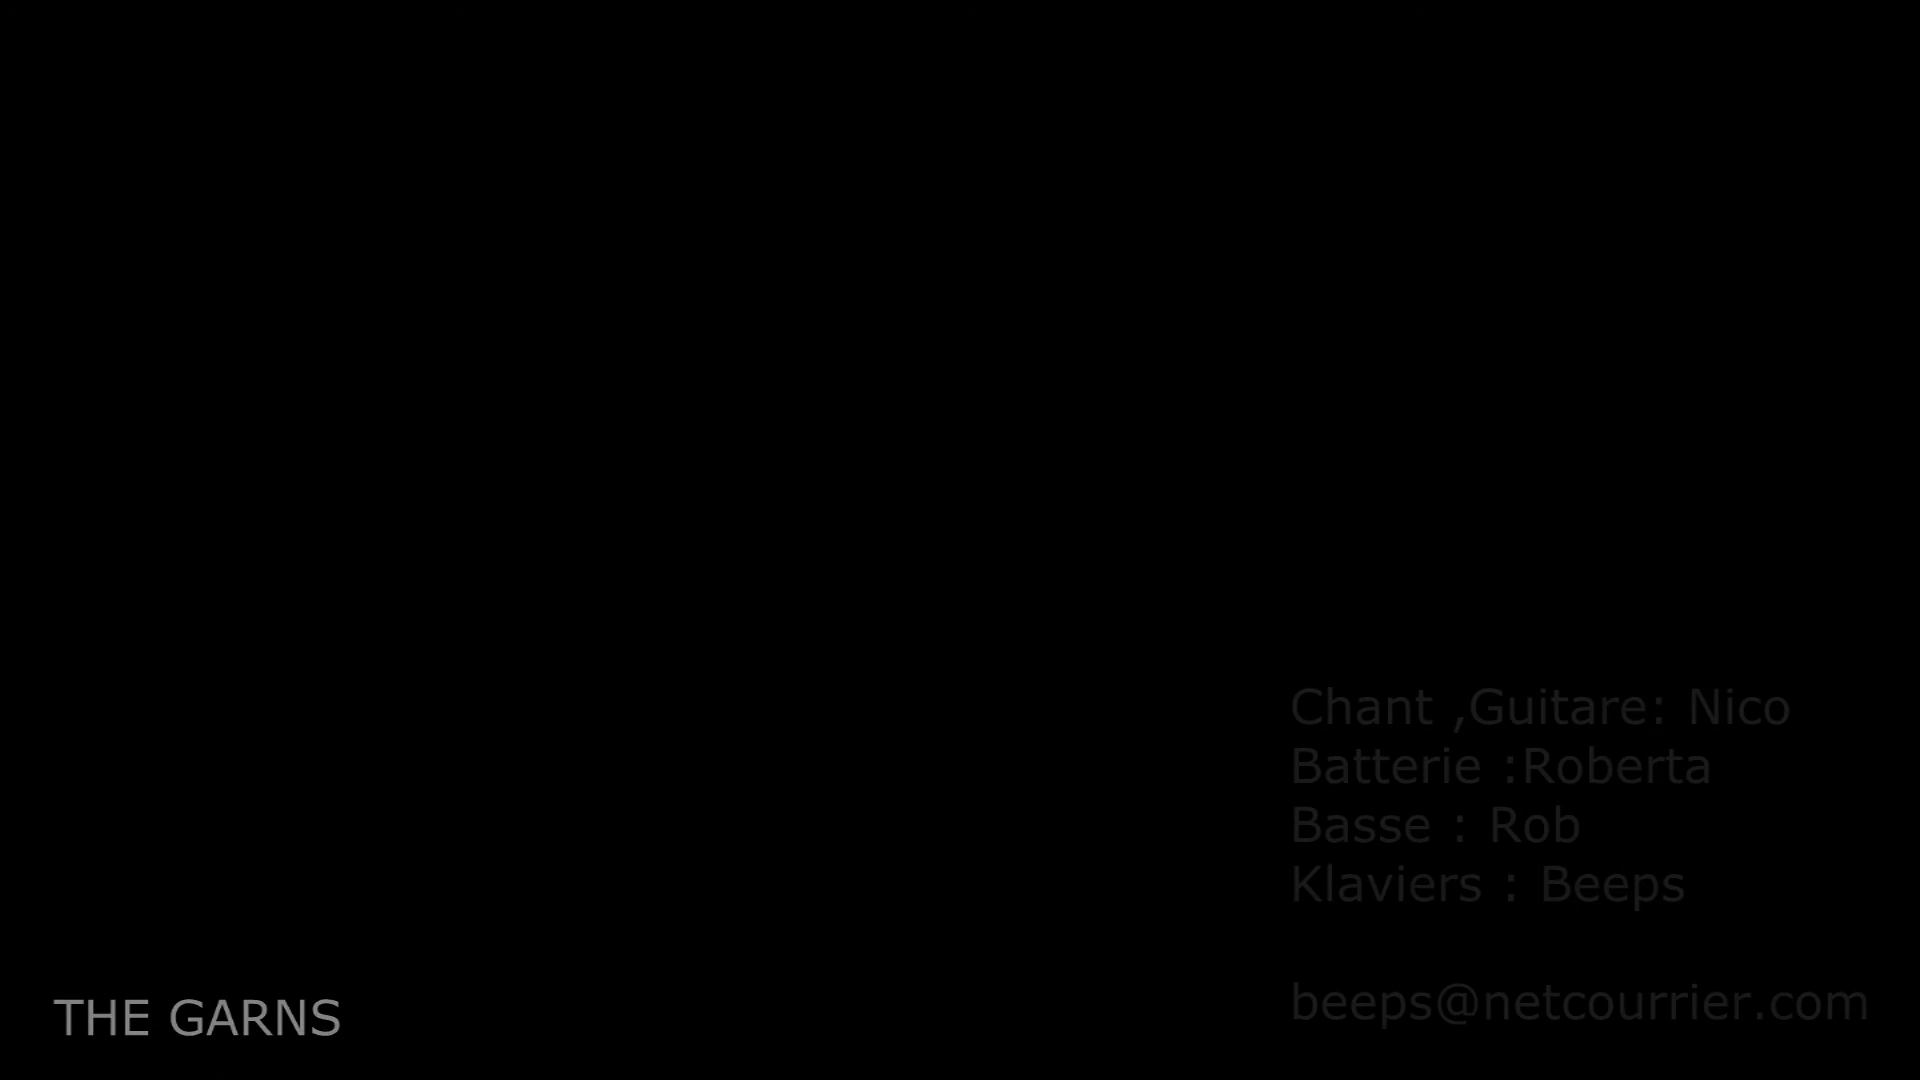 Chant ,Guitare: Nico
Batterie :Roberta
Basse : Rob
Klaviers : Beeps
beeps@netcourrier.com
THE GARNS